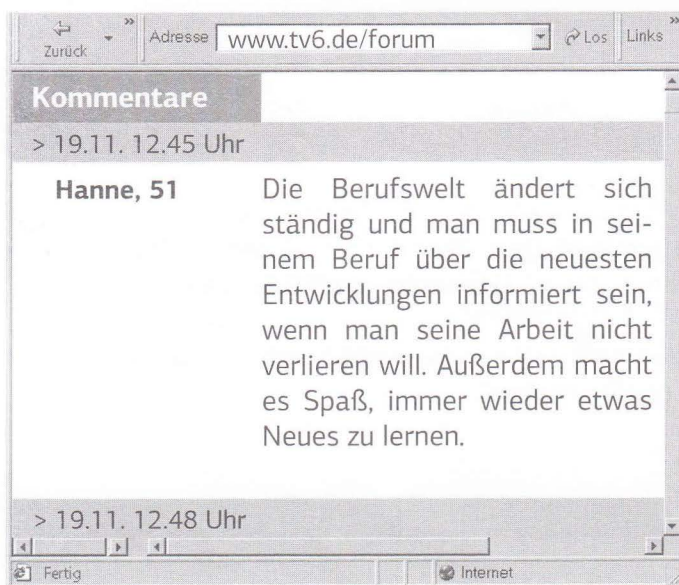 Zurück » Adresse www.tv6.de/forum Los Links »
Kommentare
> 19.11. 12.45 Uhr
Hanne, 51 Die Berufswelt ändert sich
ständig und man muss in sei-
nem Beruf über die neuesten
Entwicklungen informiert sein,
wenn man seine Arbeit nicht
verlieren will. Außerdem macht
es Spaß, immer wieder etwas
Neues zu lernen.
> 19.11. 12.48 Uhr
Fertig Internet